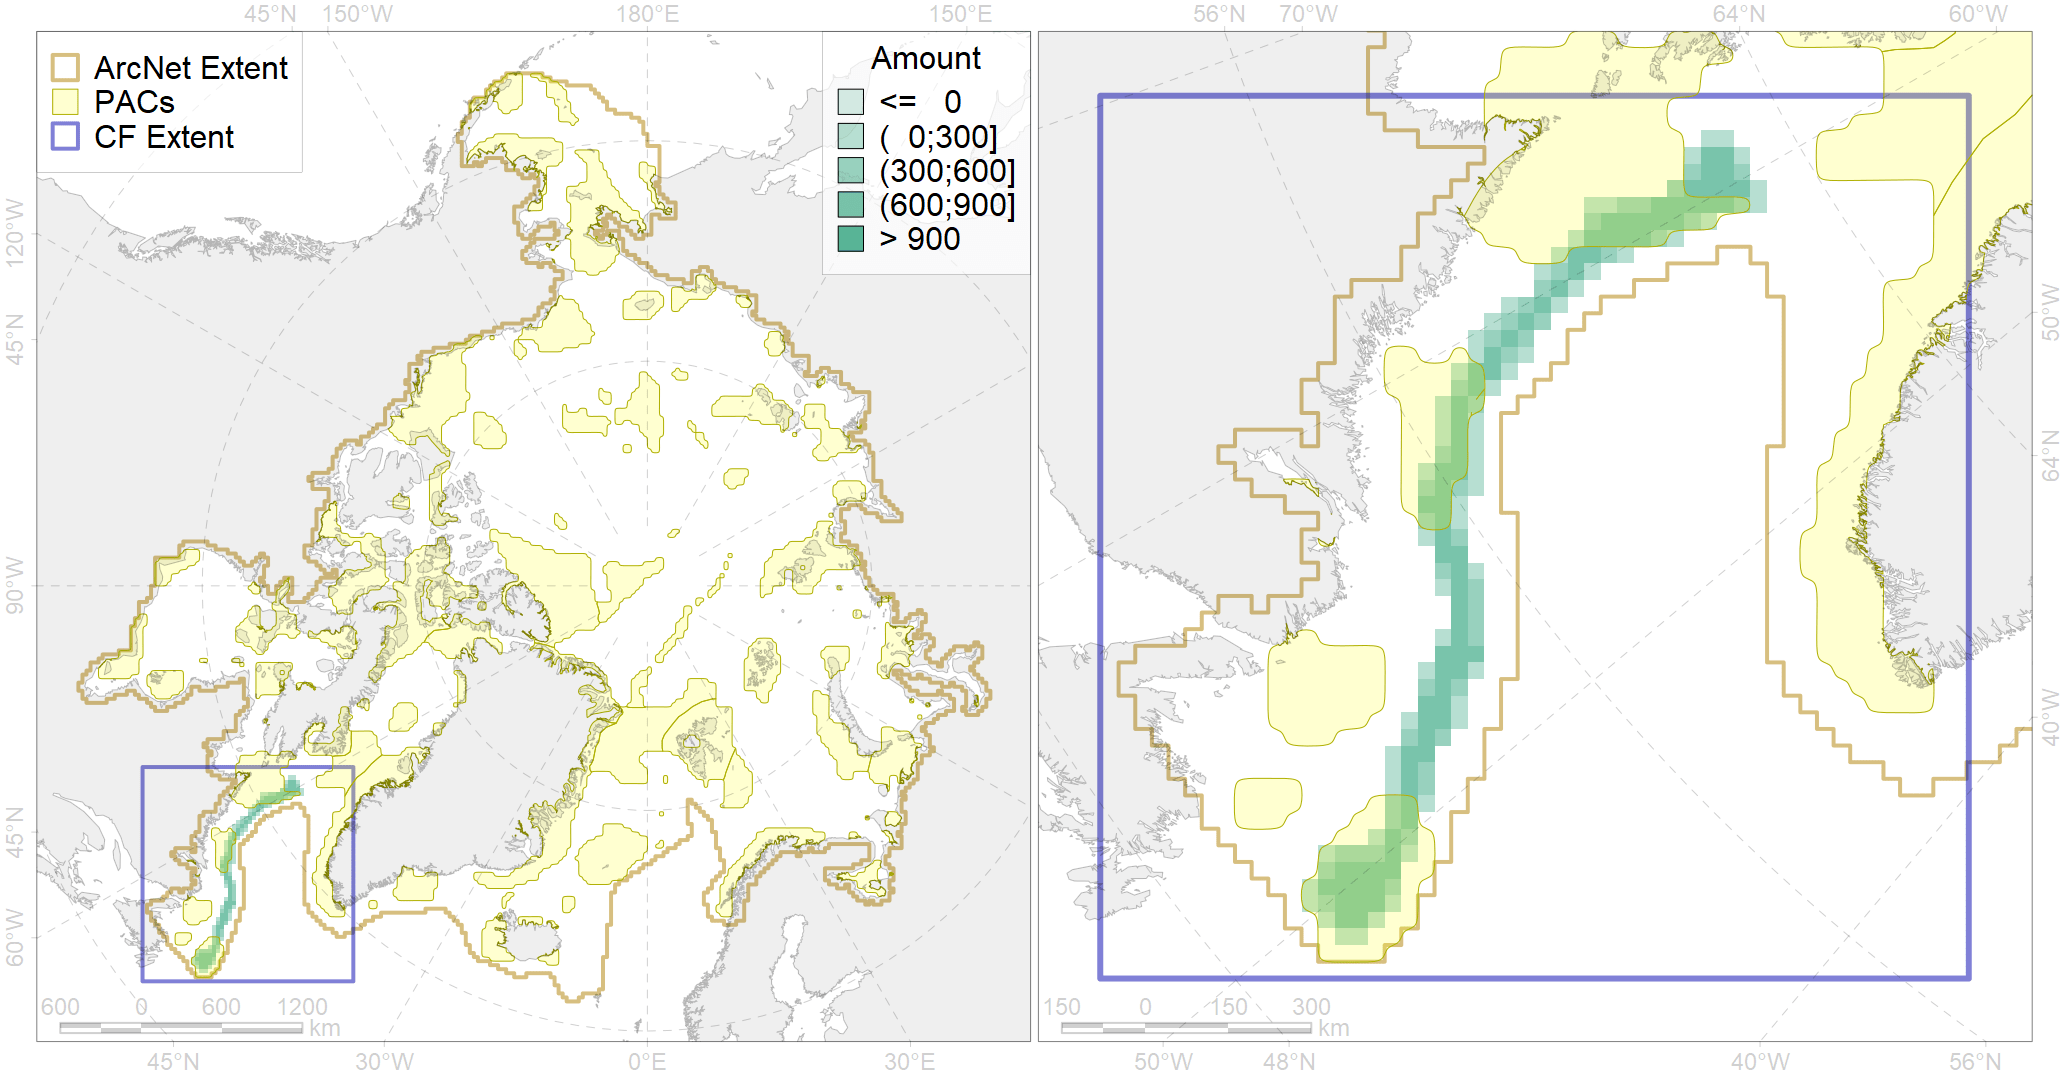 45°N 150°W 180°E 150°E 56°N 70°W 64°N 60°W
ArcNet Extent
PACs
CF Extent
Amount
<= 0
( 0;300]
(300;600]
(600;900]
> 900
120°W
45°N
90°W
45°N
60°W
50°W
64°N
40°W
600 0 600 1200
km
150 0 150 300
km
45°N 30°W 0°E 30°E 50°W 48°N 40°W 56°N